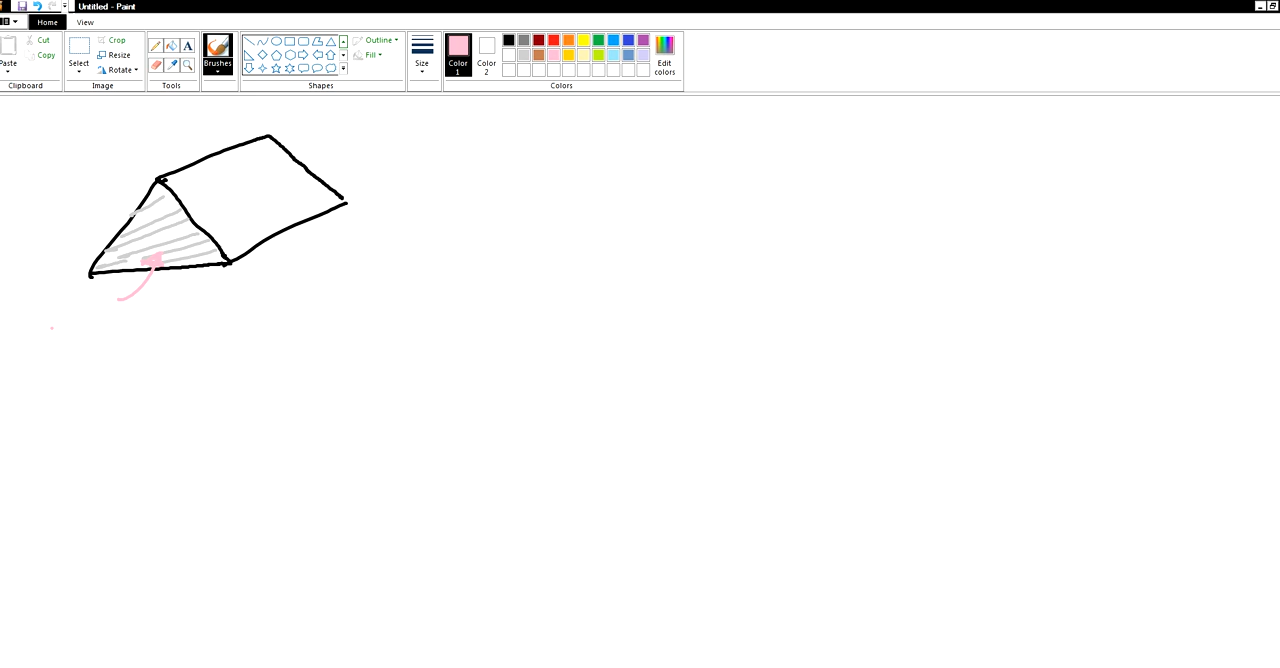 Untitled - Paint
Home View
Paste
Cut
Copy
Clipboard
Select
Crop
Resize
Rotate
Image
A
Tools
Brushes
Outline
Fill
Shapes
Size
Color 1
Color 2
Edit colors
Colors